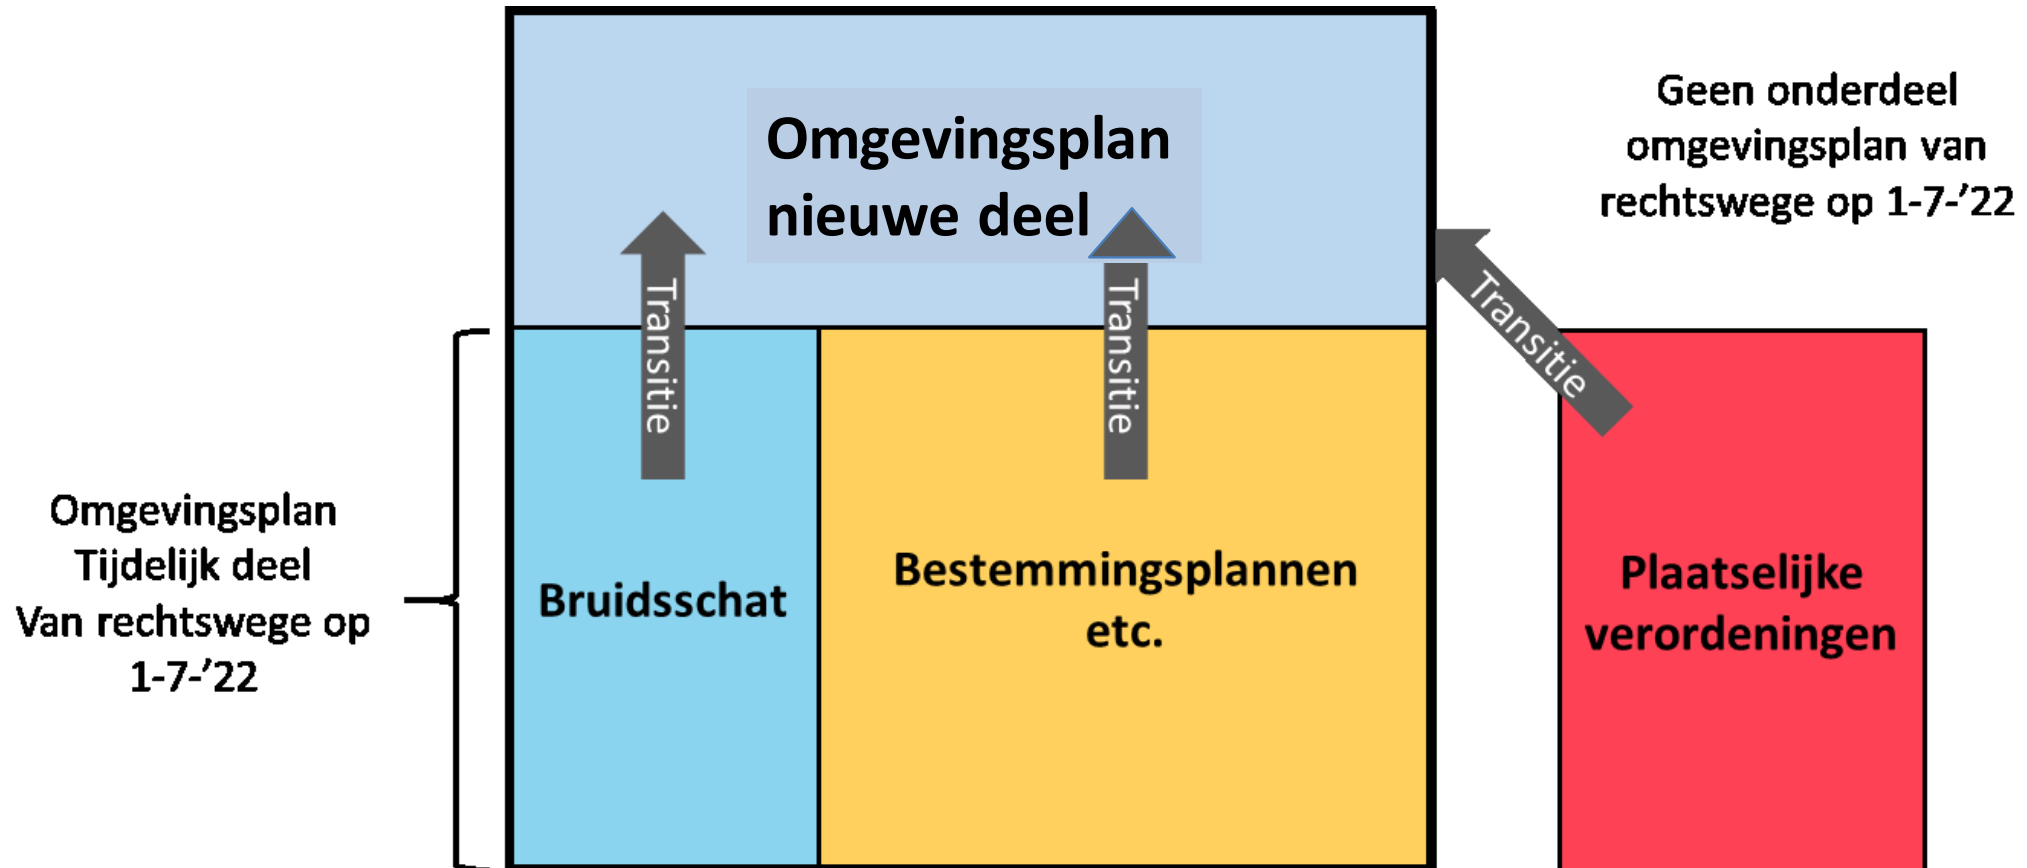 Omgevingsplan
nieuwe deel
Geen onderdeel
omgevingsplan van
rechtswege op 1-7-’22
Transitie
Transitie
Transitie
Omgevingsplan
Tijdelijk deel
Van rechtswege op
1-7-’22
Bruidsschat
Bestemmingsplannen
etc.
Plaatselijke
verordeningen